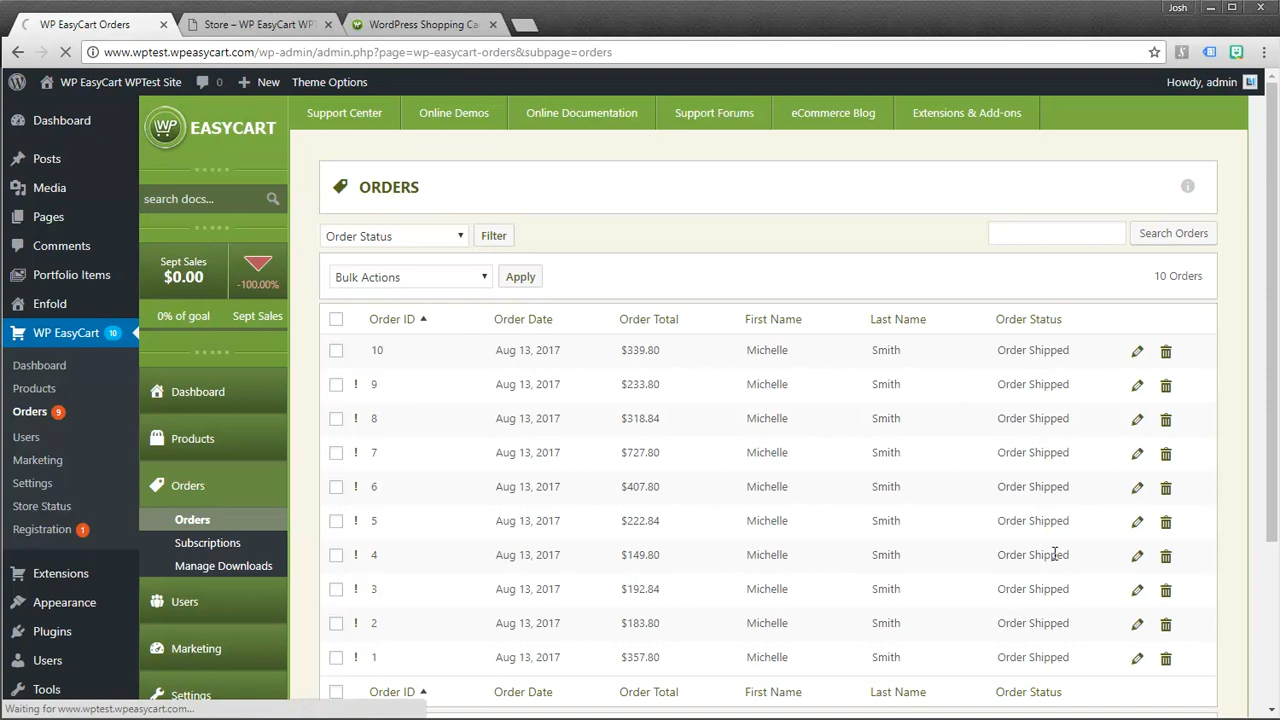 Josh
WP EasyCart Orders
Store – WP EasyCart WPT
WordPress Shopping Ca
www.wptest.wpeasycart.com/wp-admin/admin.php?page=wp-easycart-orders&subpage=orders
WP EasyCart WPTest Site
0
New
Theme Options
Howdy, admin
Dashboard
Posts
Media
Pages
Comments
Portfolio Items
Enfold
WP EasyCart 10
Dashboard
Products
Orders 9
Users
Marketing
Settings
Store Status
Registration 1
Extensions
Appearance
Plugins
Users
Tools
WP EASYCART
search docs...
Sept Sales
$0.00
-100.00%
0% of goal
Sept Sales
Dashboard
Products
Orders
Orders
Subscriptions
Manage Downloads
Users
Marketing
Settings
Support Center
Online Demos
Online Documentation
Support Forums
eCommerce Blog
Extensions & Add-ons
ORDERS
Order Status
Filter
Search Orders
Bulk Actions
Apply
10 Orders
Order ID Order Date Order Total First Name Last Name Order Status
10 Aug 13, 2017 $339.80 Michelle Smith Order Shipped
! 9 Aug 13, 2017 $233.80 Michelle Smith Order Shipped
! 8 Aug 13, 2017 $318.84 Michelle Smith Order Shipped
! 7 Aug 13, 2017 $727.80 Michelle Smith Order Shipped
! 6 Aug 13, 2017 $407.80 Michelle Smith Order Shipped
! 5 Aug 13, 2017 $222.84 Michelle Smith Order Shipped
! 4 Aug 13, 2017 $149.80 Michelle Smith Order Shipped
! 3 Aug 13, 2017 $192.84 Michelle Smith Order Shipped
! 2 Aug 13, 2017 $183.80 Michelle Smith Order Shipped
! 1 Aug 13, 2017 $357.80 Michelle Smith Order Shipped
Order ID Order Date Order Total First Name Last Name Order Status
Waiting for www.wptest.wpeasycart.com...